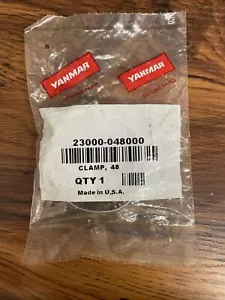 YANMAR
YANMAR
23000-048000
CLAMP, 48
QTY 1
Made in U.S.A.